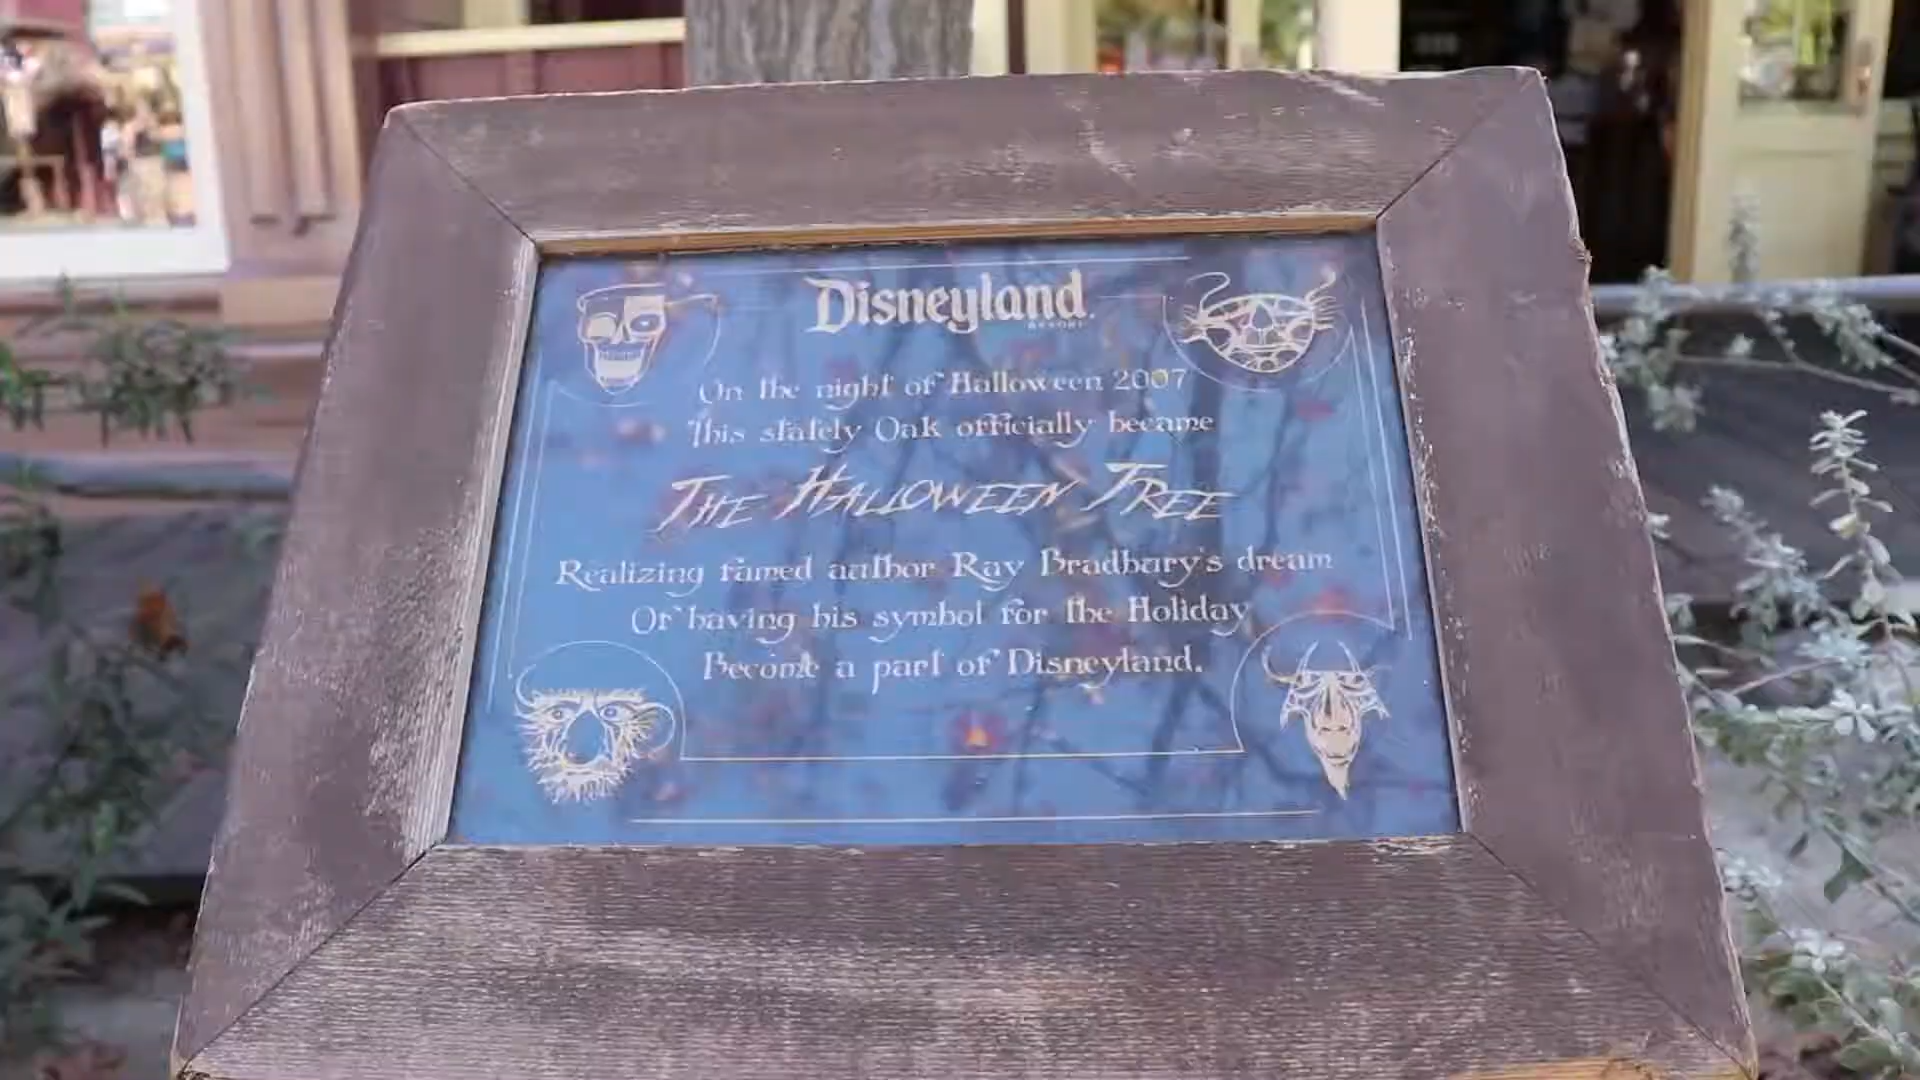 Disneyland
RESORT
On the night of Halloween 2007
This stately Oak officially became
THE HALLOWEEN TREE
Realizing famed author Ray Bradbury's dream
Of having his symbol for the Holiday
Become a part of Disneyland.